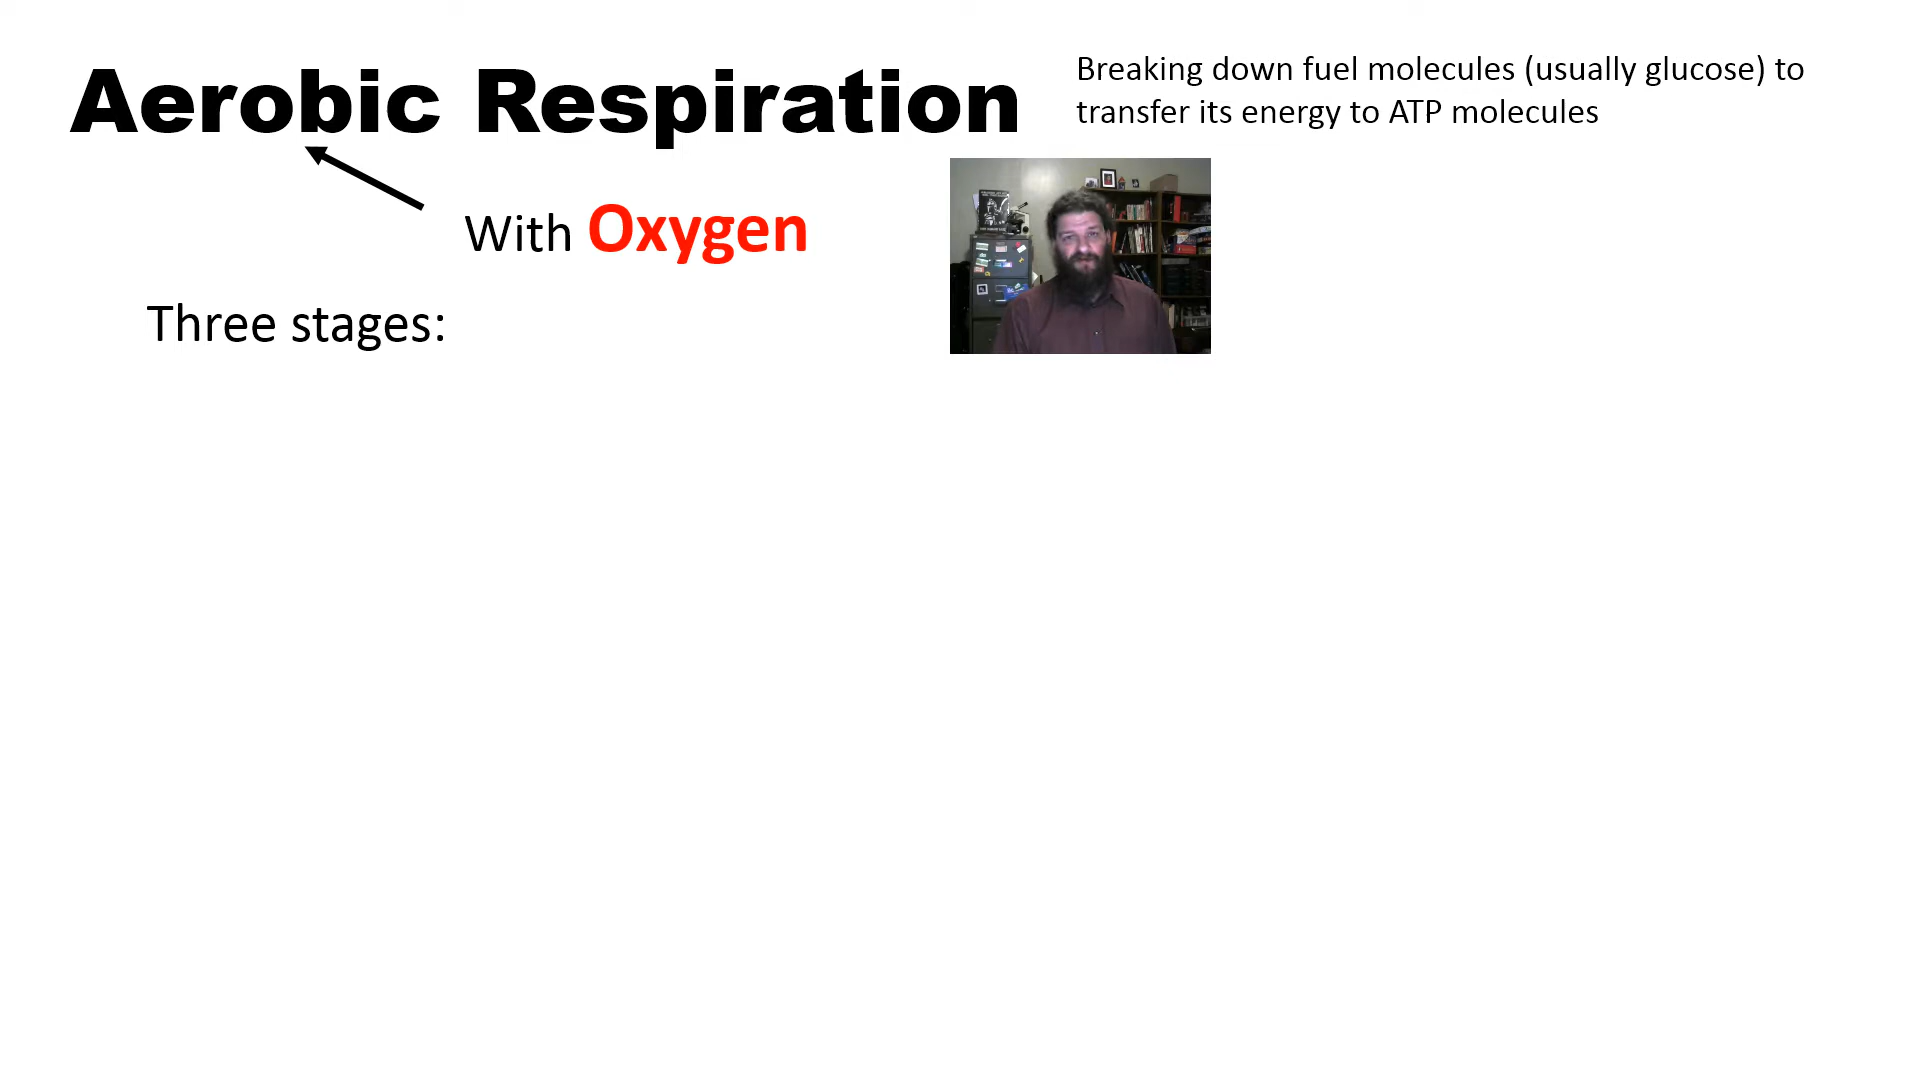 Aerobic Respiration
Breaking down fuel molecules (usually glucose) to
transfer its energy to ATP molecules
With Oxygen
Three stages: